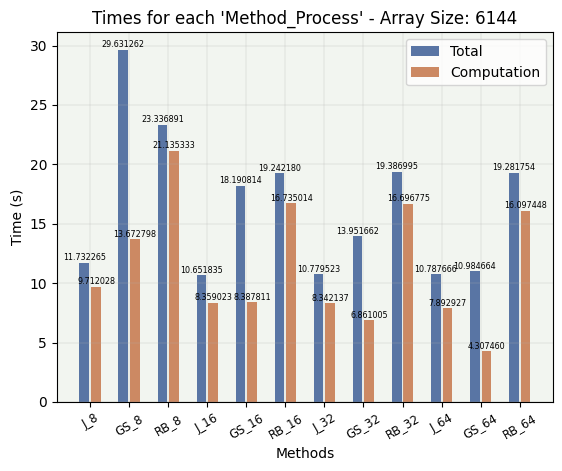 Times for each 'Method_Process' - Array Size: 6144
Total
Computation
Time (s)
30
25
20
15
10
5
0
11.732265
9.712028
29.631262
13.672798
23.336891
21.135333
10.651835
8.359023
18.190814
8.387811
19.242180
16.735014
10.779523
8.342137
13.951662
6.861005
19.386995
16.696775
10.787666
7.892927
10.984664
4.307460
19.281754
16.097448
J_8
GS_8
RB_8
J_16
GS_16
RB_16
J_32
GS_32
RB_32
J_64
GS_64
RB_64
Methods